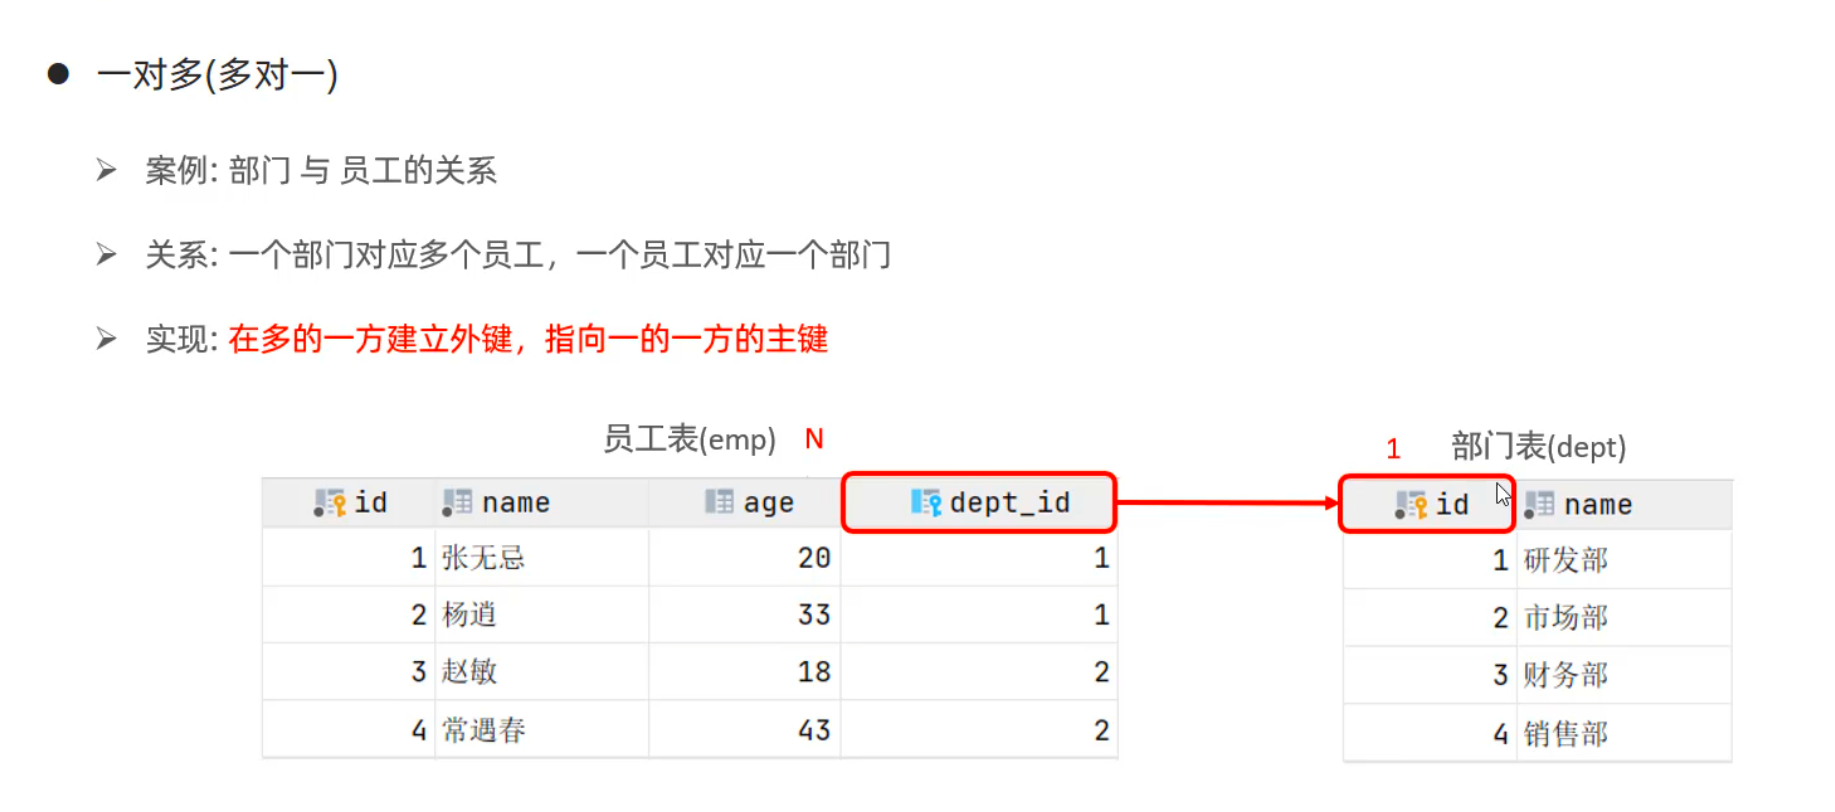 一对多(多对一)
案例: 部门 与 员工的关系
关系: 一个部门对应多个员工，一个员工对应一个部门
实现: 在多的一方建立外键，指向一的一方的主键
员工表(emp) N
id name age dept_id
1 张无忌 20 1
2 杨逍 33 1
3 赵敏 18 2
4 常遇春 43 2
1 部门表(dept)
id name
1 研发部
2 市场部
3 财务部
4 销售部